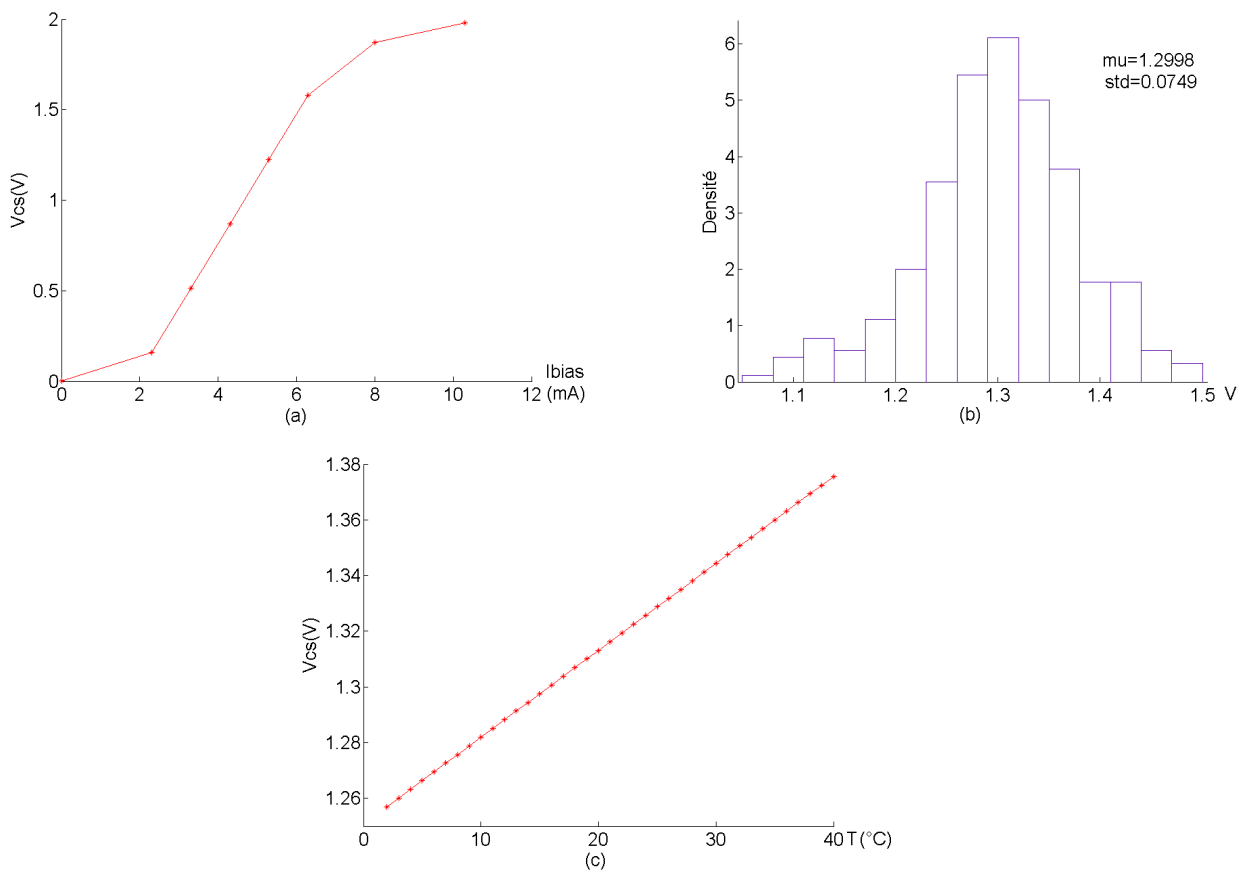 Vcs(V)
2
1.5
1
0.5
0
0 2 4 6 8 10 12
Ibias
(mA)
(a)
Densité
6
5
4
3
2
1
0
mu=1.2998
std=0.0749
1.1 1.2 1.3 1.4 1.5 V
(b)
Vcs(V)
1.38
1.36
1.34
1.32
1.3
1.28
1.26
0 10 20 30 40 T(°C)
(c)